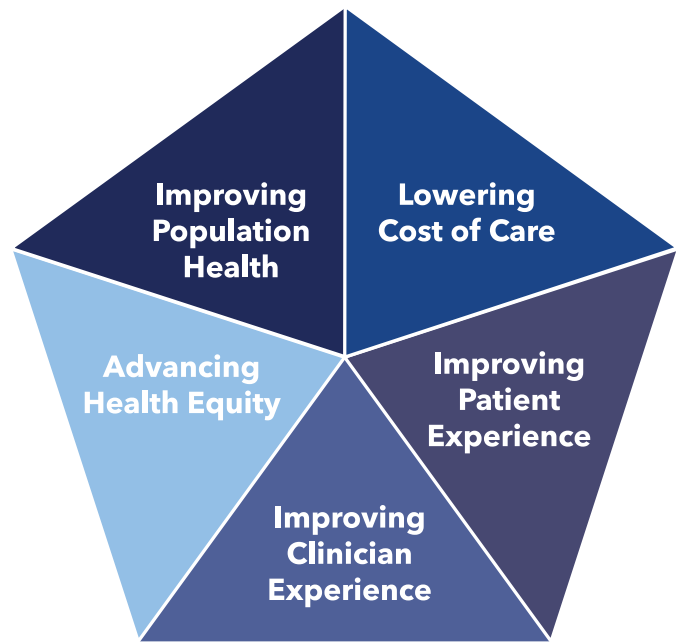 Improving
Population
Health
Lowering
Cost of Care
Advancing
Health Equity
Improving
Patient
Experience
Improving
Clinician
Experience